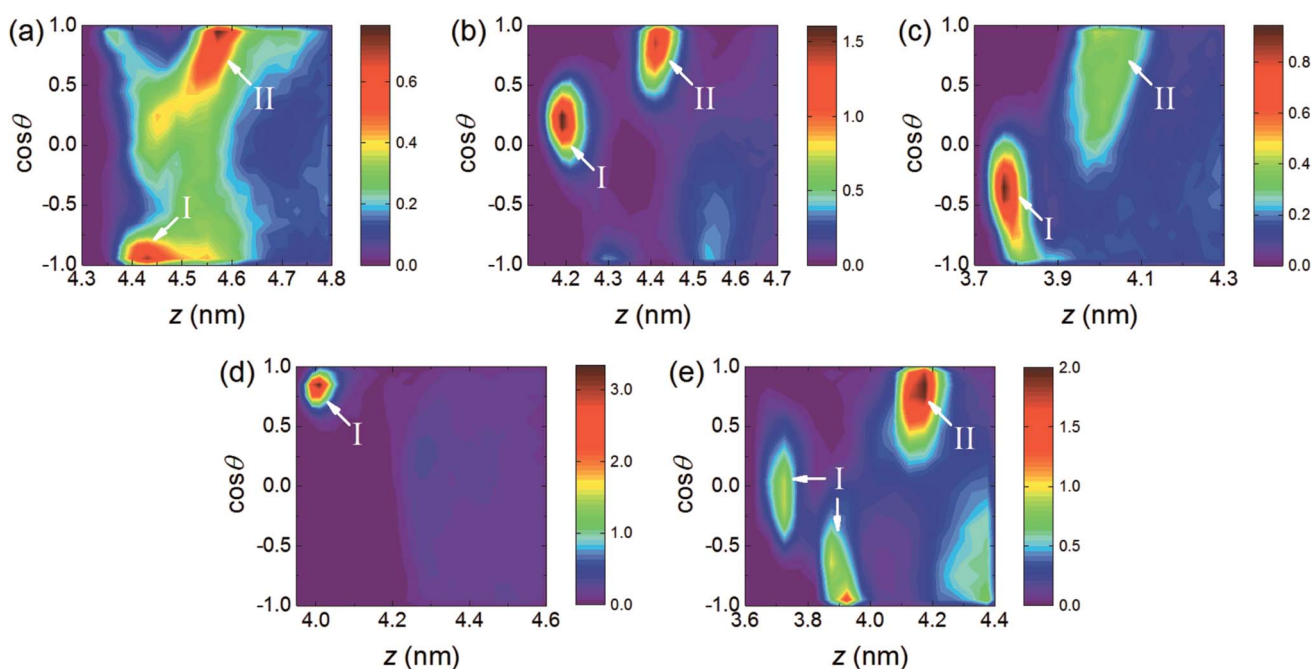 (a)
1.0
0.5
0.0
-0.5
-1.0
cosθ
4.3 4.4 4.5 4.6 4.7 4.8
z (nm)
I
II
0.6
0.4
0.2
0.0
(b)
1.0
0.5
0.0
-0.5
-1.0
cosθ
4.2 4.3 4.4 4.5 4.6 4.7
z (nm)
I
II
1.5
1.0
0.5
0.0
(c)
1.0
0.5
0.0
-0.5
-1.0
cosθ
3.7 3.9 4.1 4.3
z (nm)
I
II
0.8
0.6
0.4
0.2
0.0
(d)
1.0
0.5
0.0
-0.5
-1.0
cosθ
4.0 4.2 4.4 4.6
z (nm)
I
3.0
2.0
1.0
0.0
(e)
1.0
0.5
0.0
-0.5
-1.0
cosθ
3.6 3.8 4.0 4.2 4.4
z (nm)
I
II
2.0
1.5
1.0
0.5
0.0